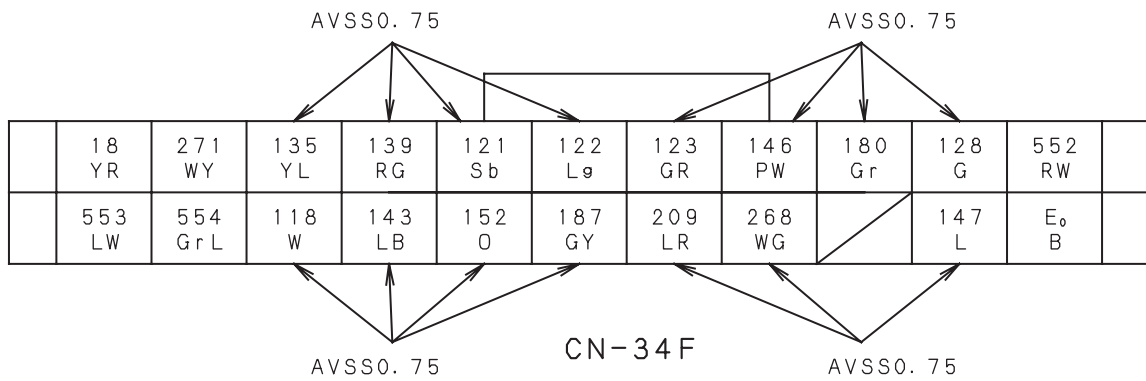 AVSS0.75 AVSS0.75
18 271 135 139 121 122 123 146 180 128 552
YR WY YL RG Sb Lg GR PW Gr G RW
553 554 118 143 152 187 209 268 147 E₀
LW GrL W LB O GY LR WG L B
CN-34F
AVSS0.75 AVSS0.75